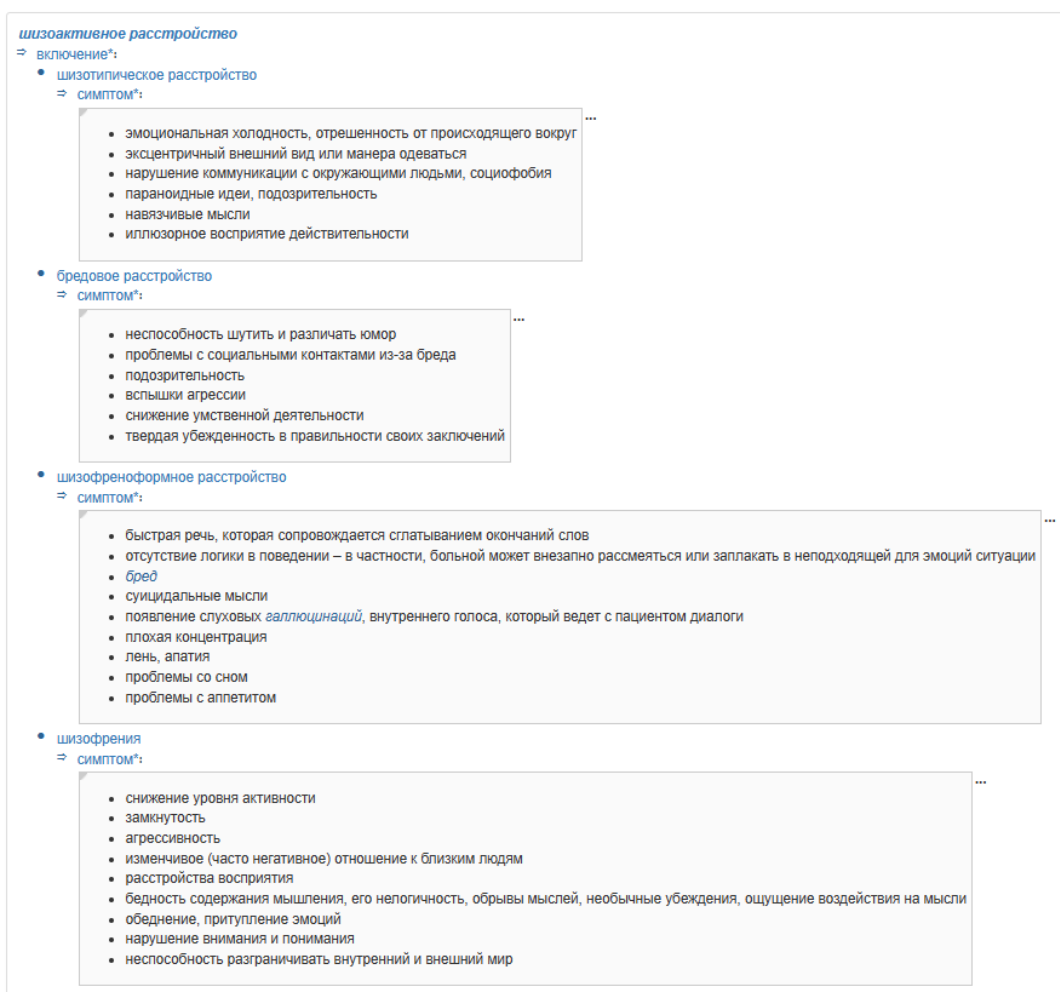 шизоактивное расстройство
⇒ включение*:
• шизотипическое расстройство
⇒ симптом*:
...
• эмоциональная холодность, отрешенность от происходящего вокруг
• эксцентричный внешний вид или манера одеваться
• нарушение коммуникации с окружающими людьми, социофобия
• параноидные идеи, подозрительность
• навязчивые мысли
• иллюзорное восприятие действительности
• бредовое расстройство
⇒ симптом*:
...
• неспособность шутить и различать юмор
• проблемы с социальными контактами из-за бреда
• подозрительность
• вспышки агрессии
• снижение умственной деятельности
• твердая убежденность в правильности своих заключений
• шизофреноформное расстройство
⇒ симптом*:
...
• быстрая речь, которая сопровождается сглатыванием окончаний слов
• отсутствие логики в поведении – в частности, больной может внезапно рассмеяться или заплакать в неподходящей для эмоций ситуации
• бред
• суицидальные мысли
• появление слуховых галлюцинаций, внутреннего голоса, который ведет с пациентом диалоги
• плохая концентрация
• лень, апатия
• проблемы со сном
• проблемы с аппетитом
• шизофрения
⇒ симптом*:
...
• снижение уровня активности
• замкнутость
• агрессивность
• изменчивое (часто негативное) отношение к близким людям
• расстройства восприятия
• бедность содержания мышления, его нелогичность, обрывы мыслей, необычные убеждения, ощущение воздействия на мысли
• обеднение, притупление эмоций
• нарушение внимания и понимания
• неспособность разграничивать внутренний и внешний мир